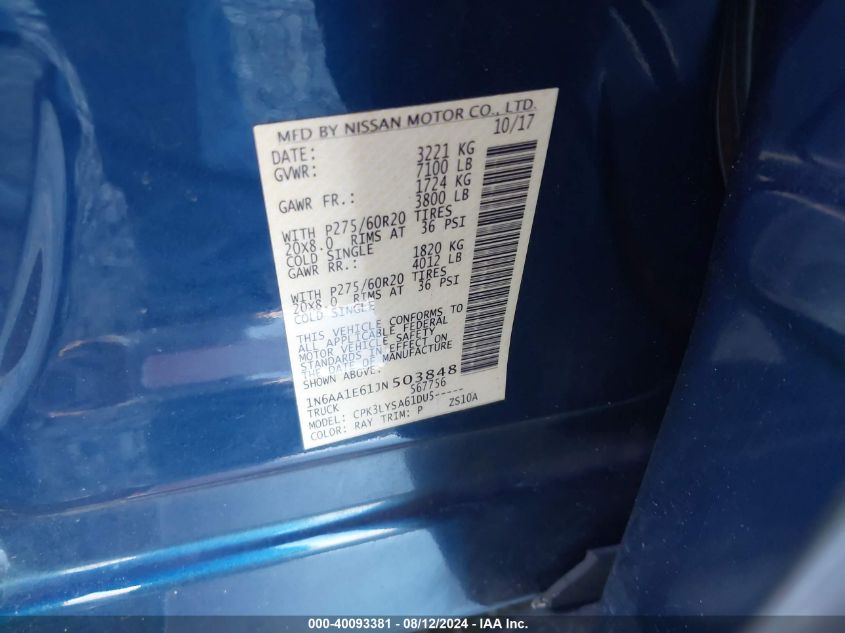 MFD BY NISSAN MOTOR CO., LTD.
DATE: 10/17
GVWR: 3221 KG
7100 LB
GAWR FR.: 1724 KG
3800 LB
WITH P275/60R20 TIRES
20X8.0 RIMS AT 36 PSI
COLD SINGLE
GAWR RR.: 1820 KG
4012 LB
WITH P275/60R20 TIRES
20X8.0 RIMS AT 36 PSI
COLD SINGLE
THIS VEHICLE CONFORMS TO
ALL APPLICABLE FEDERAL
MOTOR VEHICLE SAFETY
STANDARDS IN EFFECT ON
THE DATE OF MANUFACTURE
SHOWN ABOVE:
1N6AA1E61JN503848
TRUCK 567756
MODEL: CPK3LYSA61DU5-----
COLOR: RAY TRIM: P ZS10A
000-40093381 - 08/12/2024 - IAA Inc.